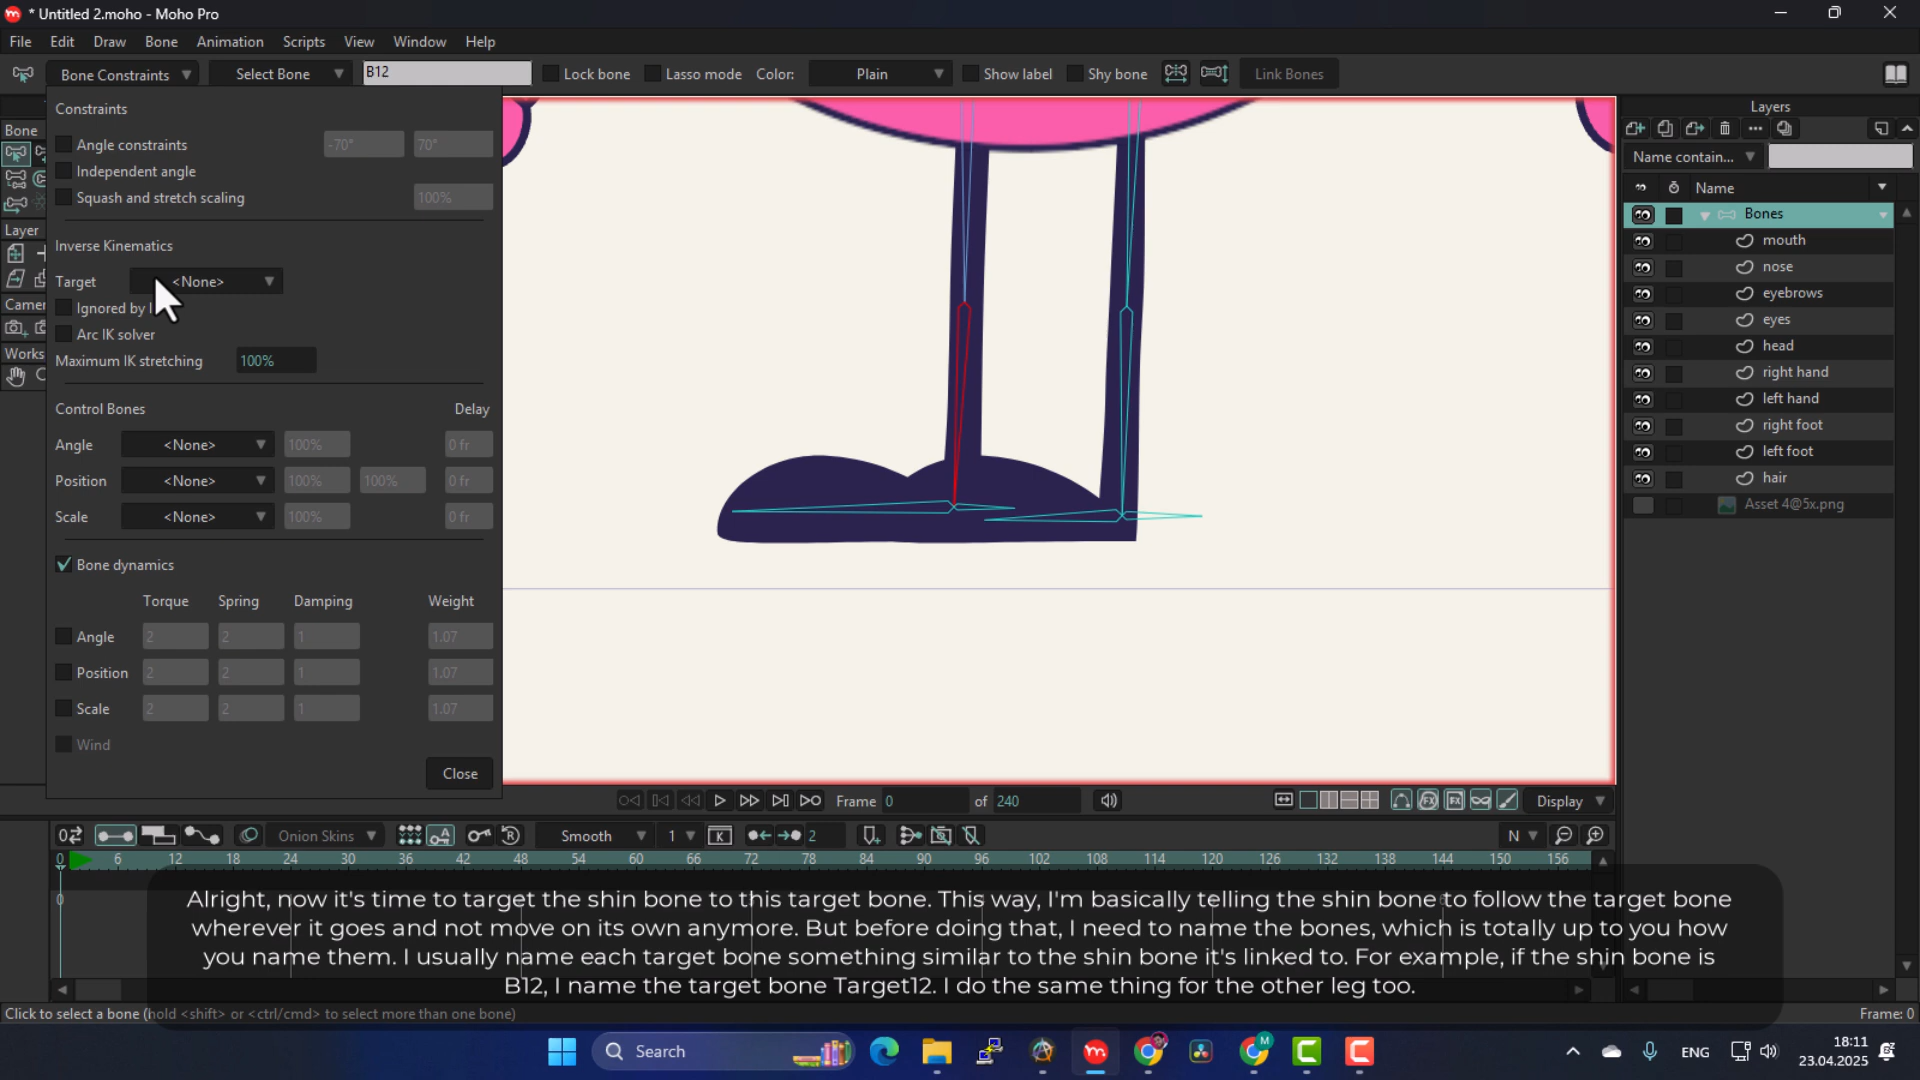 * Untitled 2.moho - Moho Pro
File Edit Draw Bone Animation Scripts View Window Help
Bone Constraints Select Bone B12 Lock bone Lasso mode Color: Plain Show label Shy bone Link Bones
Constraints
Angle constraints -70° 70°
Independent angle
Squash and stretch scaling 100%
Inverse Kinematics
Target <None>
Ignored by I
Arc IK solver
Maximum IK stretching 100%
Control Bones Delay
Angle <None> 100% 0 fr
Position <None> 100% 100% 0 fr
Scale <None> 100% 0 fr
Bone dynamics
Torque Spring Damping Weight
Angle 2 2 1 1.07
Position 2 2 1 1.07
Scale 2 2 1 1.07
Wind
Close
Bone
Layer
Camer
Works
Layers
Name contain...
Name
Bones
mouth
nose
eyebrows
eyes
head
right hand
left hand
right foot
left foot
hair
Asset 4@5x.png
Frame 0 of 240 Display
Onion Skins Smooth 1 2 N
0 6 12 18 24 30 36 42 48 54 60 66 72 78 84 90 96 102 108 114 120 126 132 138 144 150 156
0
Alright, now it's time to target the shin bone to this target bone. This way, I'm basically telling the shin bone to follow the target bone
wherever it goes and not move on its own anymore. But before doing that, I need to name the bones, which is totally up to you how
you name them. I usually name each target bone something similar to the shin bone it's linked to. For example, if the shin bone is
B12, I name the target bone Target12. I do the same thing for the other leg too.
Click to select a bone (hold <shift> or <ctrl/cmd> to select more than one bone) Frame: 0
Search
ENG
18:11
23.04.2025